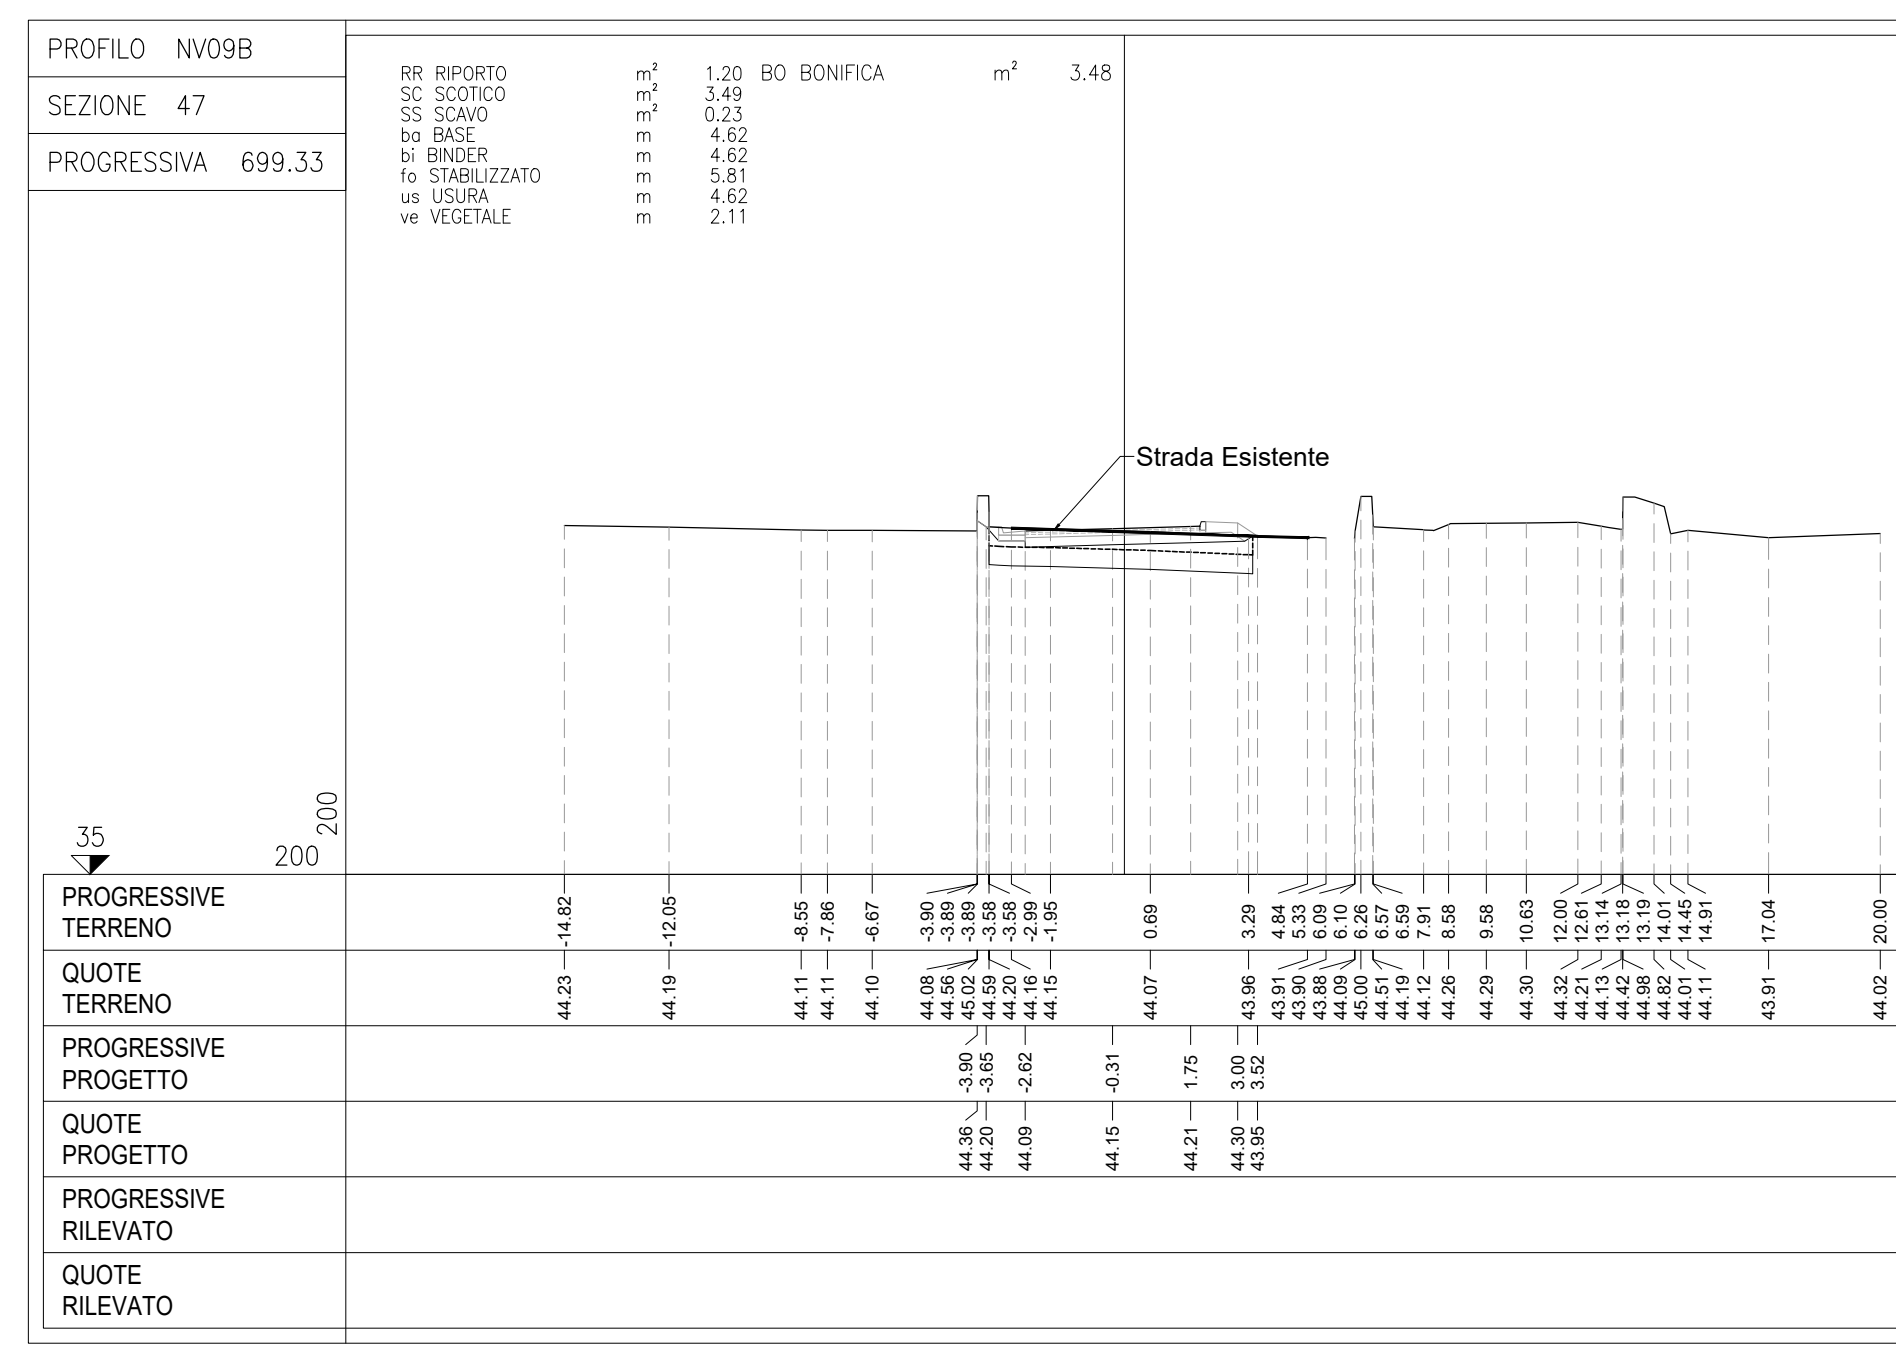 PROFILO NV09B
SEZIONE 47
PROGRESSIVA 699.33
RR RIPORTO m² 1.20 BO BONIFICA m² 3.48
SC SCOTICO m² 3.49
SS SCAVO m² 0.23
ba BASE m 4.62
bi BINDER m 4.62
fo STABILIZZATO m 5.81
us USURA m 4.62
ve VEGETALE m 2.11
Strada Esistente
35
200
200
PROGRESSIVE
TERRENO
-14.82 -12.05 -8.55 -7.86 -6.67 -3.90 -3.89 -3.89 -3.58 -3.58 -2.99 -1.95 0.69 3.29 4.84 5.33 6.09 6.10 6.26 6.57 6.59 7.91 8.58 9.58 10.63 12.00 12.61 13.14 13.18 13.19 14.01 14.45 14.91 17.04 20.00
QUOTE
TERRENO
44.23 44.19 44.11 44.11 44.10 44.08 44.56 45.02 44.59 44.20 44.16 44.15 44.07 43.96 43.91 43.90 43.88 44.09 45.00 44.51 44.19 44.12 44.26 44.29 44.30 44.32 44.21 44.13 44.42 44.98 44.82 44.01 44.11 43.91 44.02
PROGRESSIVE
PROGETTO
-3.90 -3.65 -2.62 -0.31 1.75 3.00 3.52
QUOTE
PROGETTO
44.36 44.20 44.09 44.15 44.21 44.30 43.95
PROGRESSIVE
RILEVATO
QUOTE
RILEVATO